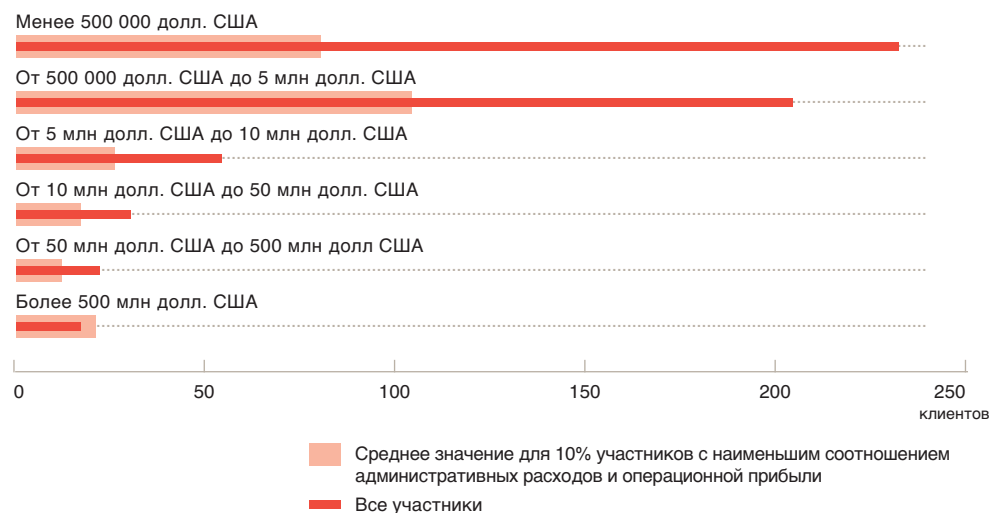 Менее 500 000 долл. США
От 500 000 долл. США до 5 млн долл. США
От 5 млн долл. США до 10 млн долл. США
От 10 млн долл. США до 50 млн долл. США
От 50 млн долл. США до 500 млн долл США
Более 500 млн долл. США
0 50 100 150 200 250
клиентов
Среднее значение для 10% участников с наименьшим соотношением
административных расходов и операционной прибыли
Все участники